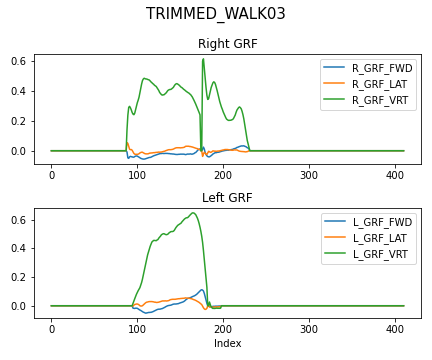 TRIMMED_WALK03
Right GRF
0.6
0.4
0.2
0.0
R_GRF_FWD
R_GRF_LAT
R_GRF_VRT
0 100 200 300 400
Left GRF
0.6
0.4
0.2
0.0
L_GRF_FWD
L_GRF_LAT
L_GRF_VRT
0 100 200 300 400
Index